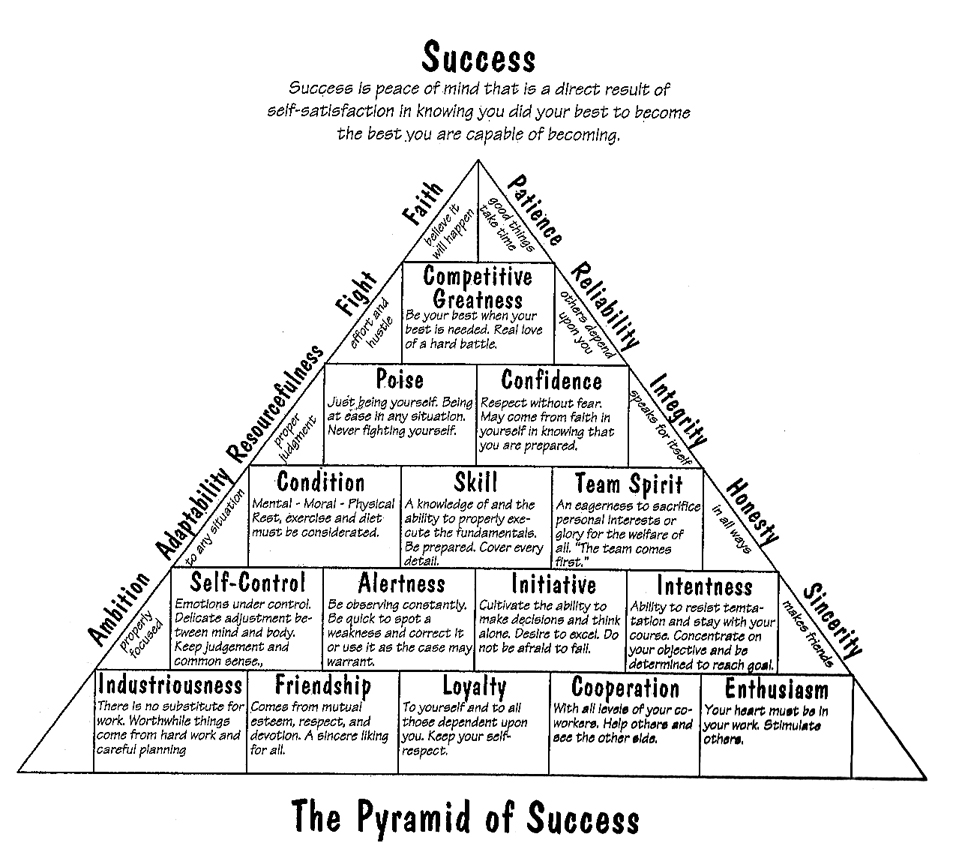 Success
Success is peace of mind that is a direct result of
self-satisfaction in knowing you did your best to become
the best you are capable of becoming.
Faith
believe it
will happen
Patience
good things
take time
Fight
effort and
hustle
Competitive
Greatness
Be your best when your
best is needed. Real love
of a hard battle.
Reliability
others depend
upon you
Resourcefulness
proper
judgment
Poise
Just being yourself. Being
at ease in any situation.
Never fighting yourself.
Confidence
Respect without fear.
May come from faith in
yourself in knowing that
you are prepared.
Integrity
speaks for itself
Adaptability
to any situation
Condition
Mental - Moral - Physical
Rest, exercise and diet
must be considered.
Skill
A knowledge of and the
ability to properly exe-
cute the fundamentals.
Be prepared. Cover every
detail.
Team Spirit
An eagerness to sacrifice
personal interests or
glory for the welfare of
all. "The team comes
first."
Honesty
in all ways
Ambition
properly
focused
Self-Control
Emotions under control.
Delicate adjustment be-
tween mind and body.
Keep judgement and
common sense.,
Alertness
Be observing constantly.
Be quick to spot a
weakness and correct it
or use it as the case may
warrant.
Initiative
Cultivate the ability to
make decisions and think
alone. Desire to excel. Do
not be afraid to fail.
Intentness
Ability to resist temta-
tation and stay with your
course. Concentrate on
your objective and be
determined to reach goal.
Sincerity
makes friends
Industriousness
There is no substitute for
work. Worthwhile things
come from hard work and
careful planning
Friendship
Comes from mutual
esteem, respect, and
devotion. A sincere liking
for all.
Loyalty
To yourself and to all
those dependent upon
you. Keep your self-
respect.
Cooperation
With all levels of your co-
workers. Help others and
see the other side.
Enthusiasm
Your heart must be in
your work. Stimulate
others.
The Pyramid of Success